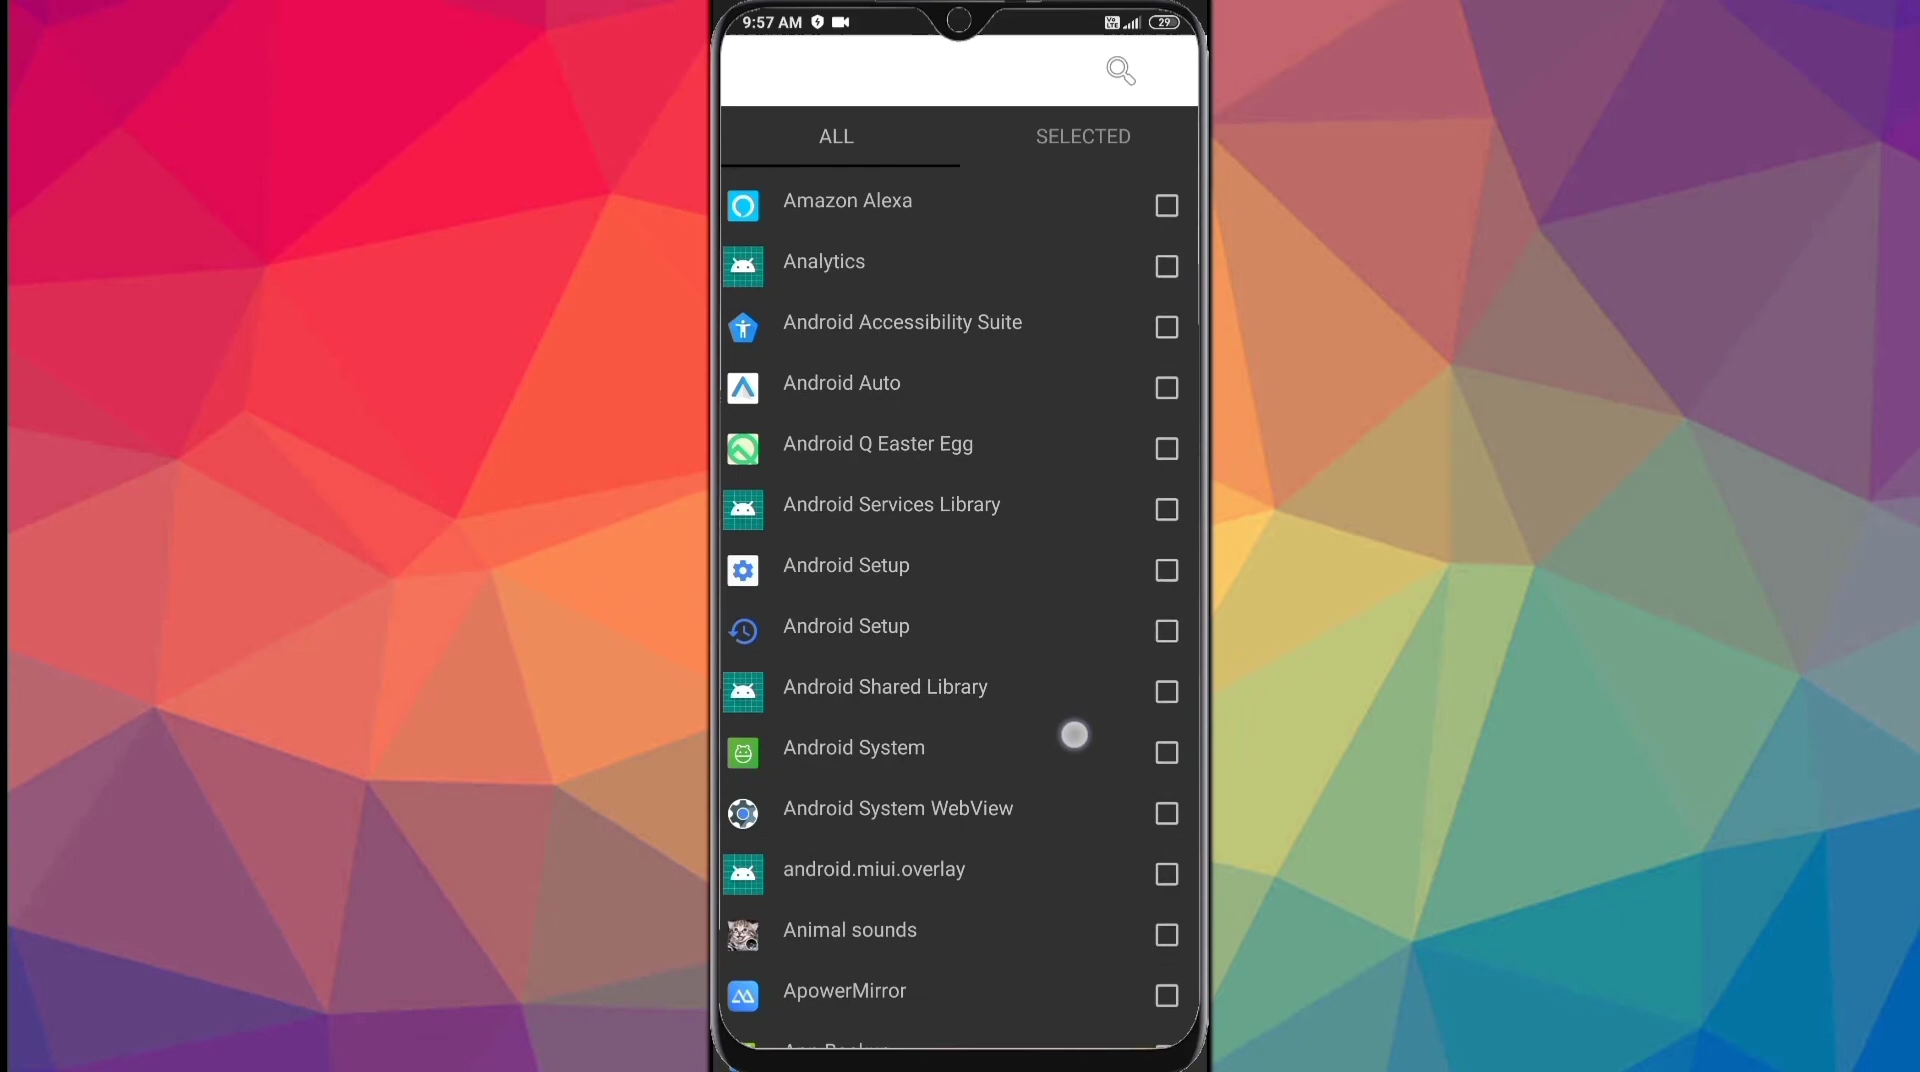 9:57 AM
Vo LTE 29
ALL SELECTED
Amazon Alexa
Analytics
Android Accessibility Suite
Android Auto
Android Q Easter Egg
Android Services Library
Android Setup
Android Setup
Android Shared Library
Android System
Android System WebView
android.miui.overlay
Animal sounds
ApowerMirror